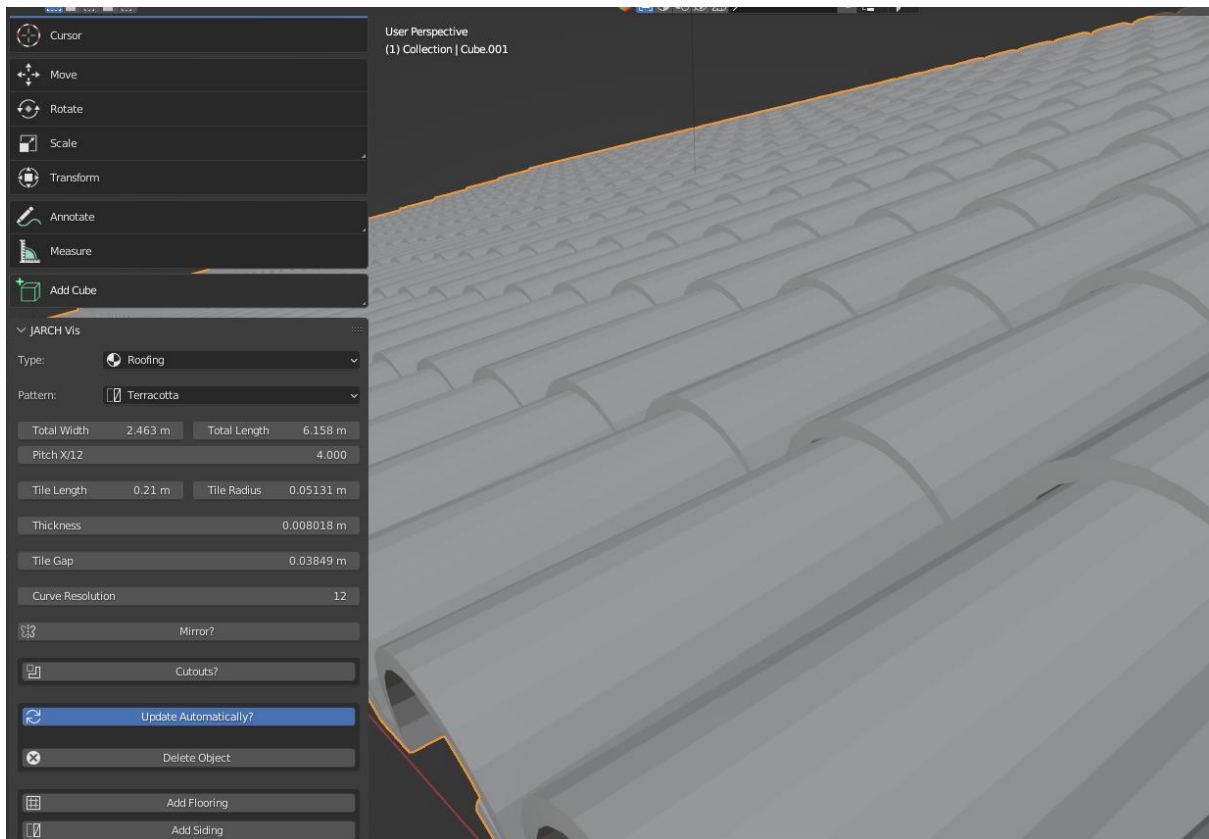 Cursor
User Perspective
(1) Collection | Cube.001
Move
Rotate
Scale
Transform
Annotate
Measure
Add Cube
JARCH Vis
Type: Roofing
Pattern: Terracotta
Total Width 2.463 m Total Length 6.158 m
Pitch X/12 4.000
Tile Length 0.21 m Tile Radius 0.05131 m
Thickness 0.008018 m
Tile Gap 0.03849 m
Curve Resolution 12
Mirror?
Cutouts?
Update Automatically?
Delete Object
Add Flooring
Add Siding